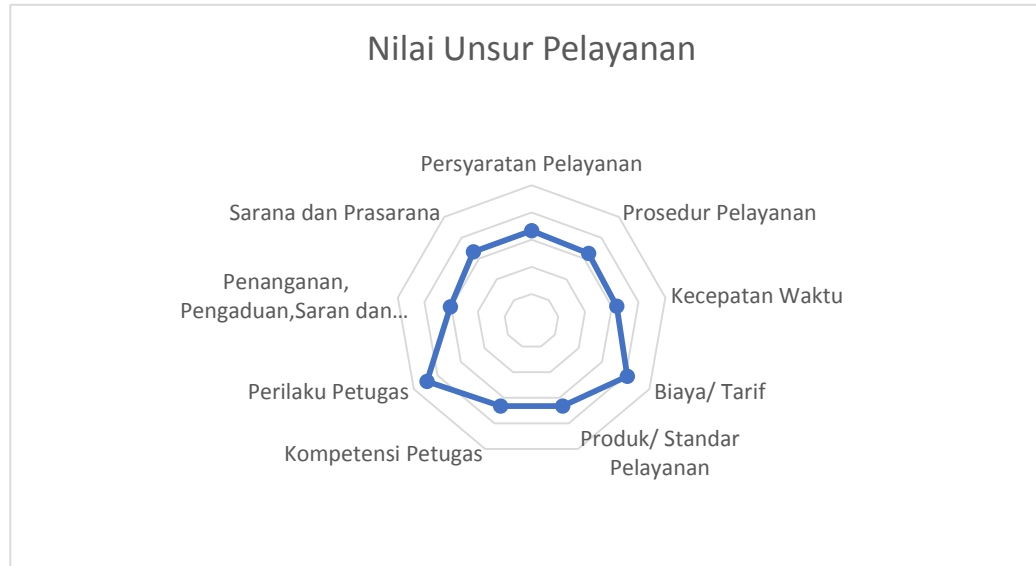 Nilai Unsur Pelayanan
Persyaratan Pelayanan
Sarana dan Prasarana
Prosedur Pelayanan
Penanganan,
Pengaduan,Saran dan...
Kecepatan Waktu
Perilaku Petugas
Biaya/ Tarif
Kompetensi Petugas
Produk/ Standar
Pelayanan